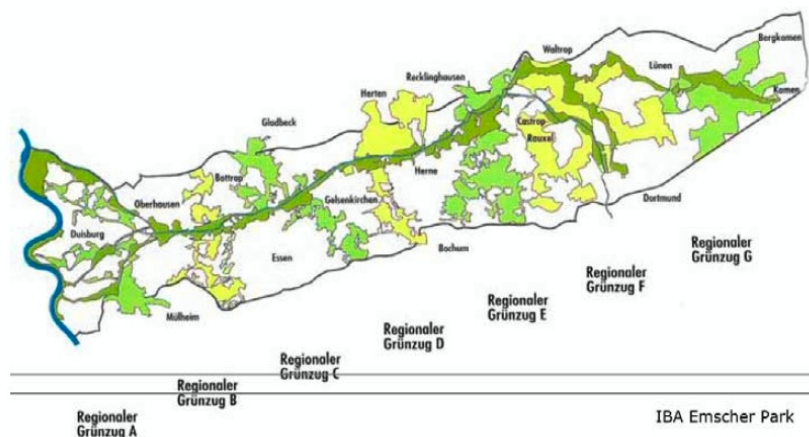 Bergkamen
Waltrop
Lünen
Recklinghausen
Kamen
Herten
Gladbeck
Castrop
Rauxel
Bottrop
Herne
Oberhausen
Gelsenkirchen
Dortmund
Duisburg
Essen
Bochum
Mülheim
Regionaler
Grünzug G
Regionaler
Grünzug F
Regionaler
Grünzug E
Regionaler
Grünzug D
Regionaler
Grünzug C
Regionaler
Grünzug B
Regionaler
Grünzug A
IBA Emscher Park